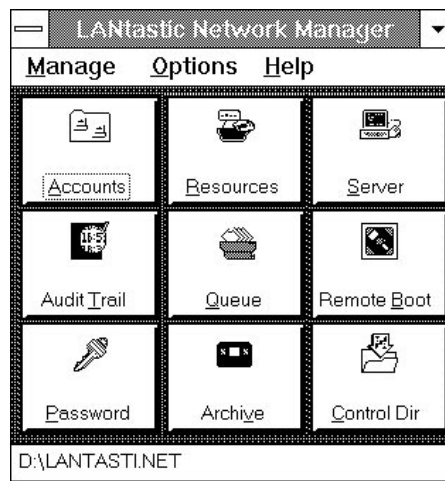 LANtastic Network Manager
Manage Options Help
Accounts Resources Server
Audit Trail Queue Remote Boot
Password Archive Control Dir
D:\LANTASTI.NET